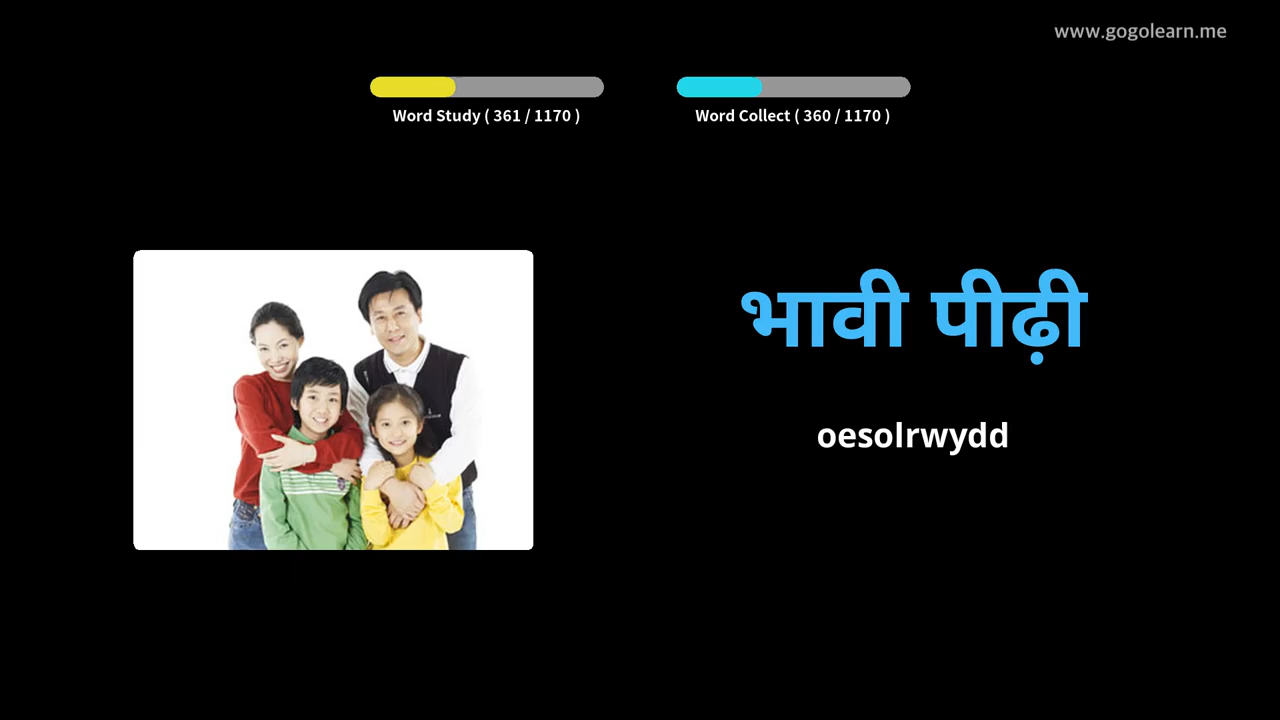 www.gogolearn.me
Word Study ( 361 / 1170 )
Word Collect ( 360 / 1170 )
भावी पीढ़ी
oesolrwydd